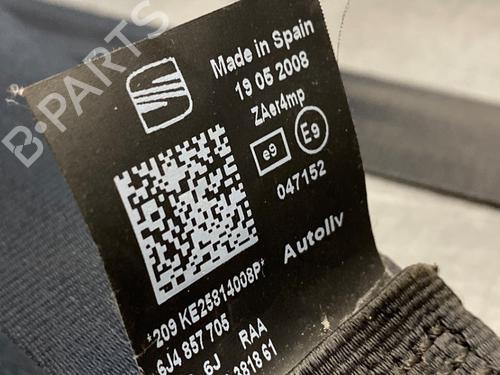 B-PARTS
Made in Spain
19 05 2008
ZAer4mp
e9 E9
047152
Autoliv
*209 KE25814008P*
6J4 857 705
6J RAA
381861